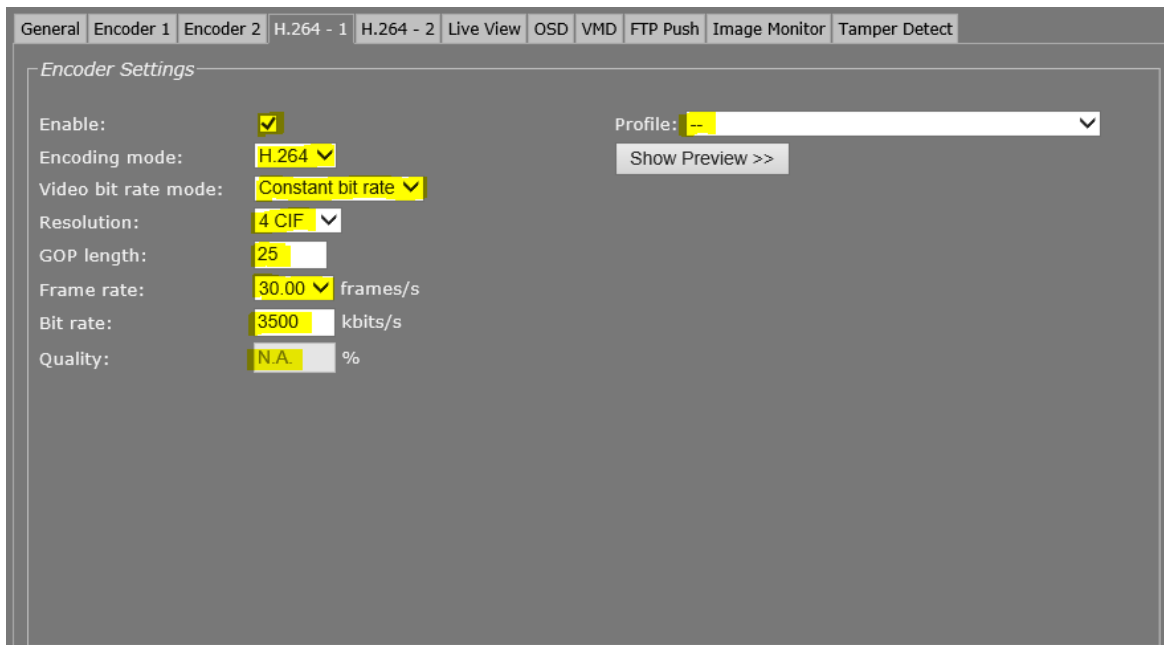 General Encoder 1 Encoder 2 H.264 - 1 H.264 - 2 Live View OSD VMD FTP Push Image Monitor Tamper Detect
Encoder Settings
Enable: Profile: --
Encoding mode: H.264 Show Preview >>
Video bit rate mode: Constant bit rate
Resolution: 4 CIF
GOP length: 25
Frame rate: 30.00 frames/s
Bit rate: 3500 kbits/s
Quality: N.A. %